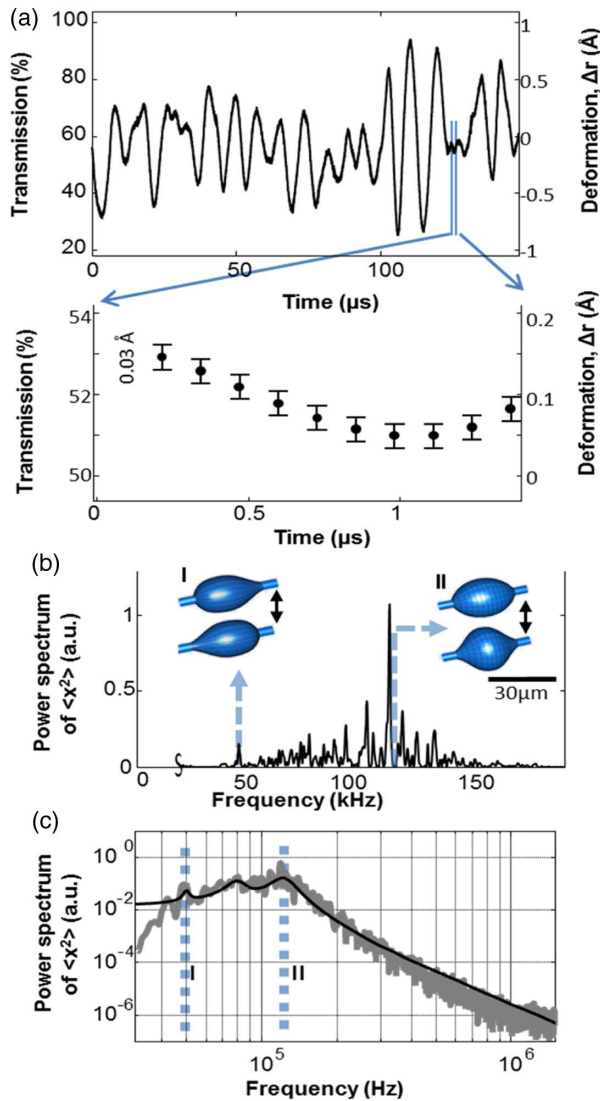 (a)
Transmission (%)
100
80
60
40
20
1
0.5
0
-0.5
-1
Deformation, Δr (Å)
0
50
100
Time (µs)
Transmission (%)
54
52
50
0.03 Å
0.2
0.1
0
Deformation, Δr (Å)
0
0.5
1
Time (µs)
(b)
I
II
30µm
Power spectrum
of <x²> (a.u.)
1
0.5
0
0
50
100
150
Frequency (kHz)
(c)
Power spectrum
of <x²> (a.u.)
10⁰
10⁻²
10⁻⁴
10⁻⁶
I
II
10⁵
10⁶
Frequency (Hz)